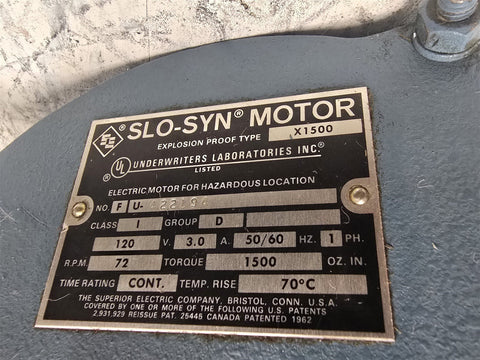 ® SLO-SYN® MOTOR
EXPLOSION PROOF TYPE X1500
UL UNDERWRITERS LABORATORIES INC.®
LISTED
ELECTRIC MOTOR FOR HAZARDOUS LOCATION
NO. F U-
CLASS I GROUP D
120 V. 3.0 A. 50/60 HZ. 1 PH.
R.P.M. 72 TORQUE 1500 OZ. IN.
TIME RATING CONT. TEMP. RISE 70°C
THE SUPERIOR ELECTRIC COMPANY, BRISTOL, CONN. U.S.A.
COVERED BY ONE OR MORE OF THE FOLLOWING U.S. PATENTS
2,931,929 REISSUE PAT. 25445 CANADA PATENTED 1962